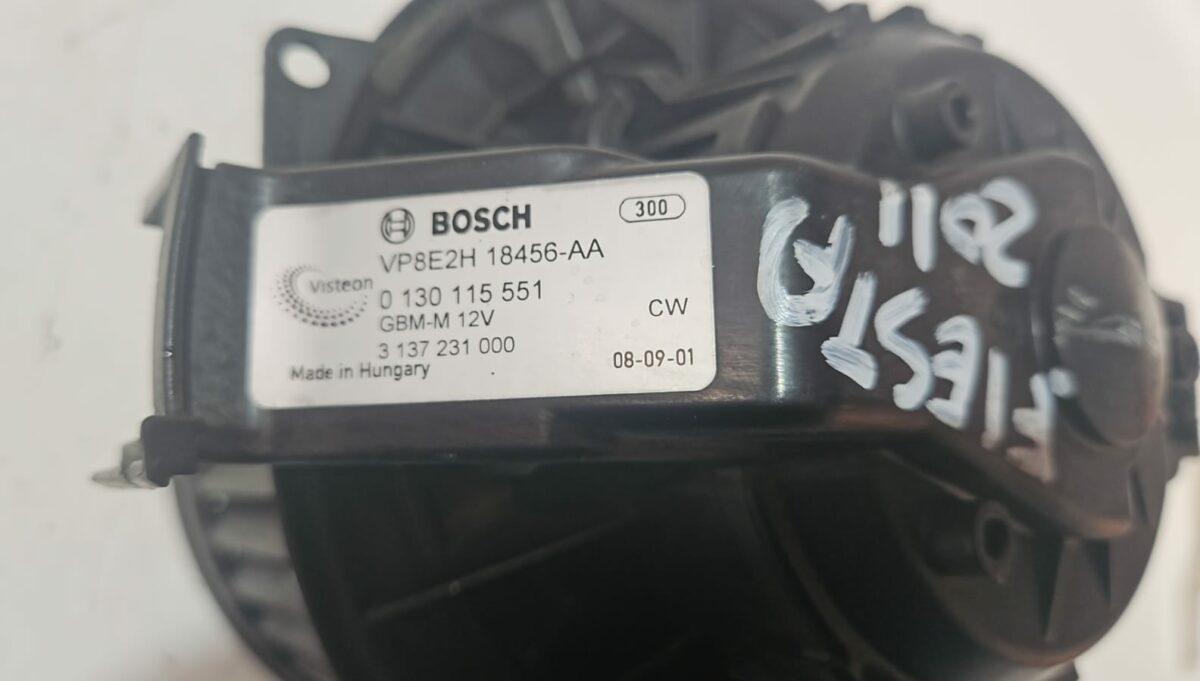 BOSCH
300
VP8E2H 18456-AA
Visteon
0 130 115 551
GBM-M 12V
CW
3 137 231 000
Made in Hungary
08-09-01
FIESTA
2011